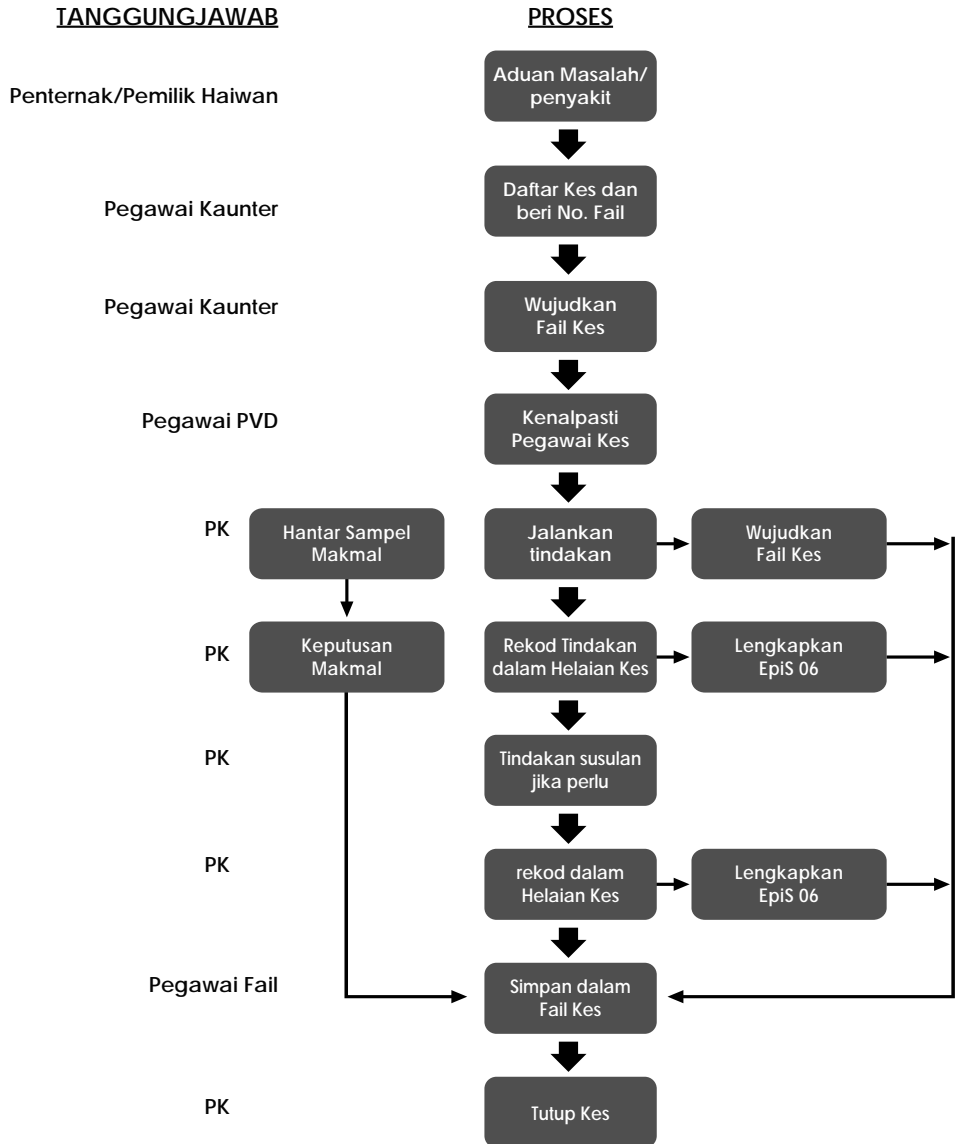 TANGGUNGJAWAB
PROSES
Penternak/Pemilik Haiwan
Aduan Masalah/
penyakit
Pegawai Kaunter
Daftar Kes dan
beri No. Fail
Pegawai Kaunter
Wujudkan
Fail Kes
Pegawai PVD
Kenalpasti
Pegawai Kes
PK
Hantar Sampel
Makmal
Jalankan
tindakan
Wujudkan
Fail Kes
PK
Keputusan
Makmal
Rekod Tindakan
dalam Helaian Kes
Lengkapkan
EpiS 06
PK
Tindakan susulan
jika perlu
PK
rekod dalam
Helaian Kes
Lengkapkan
EpiS 06
Pegawai Fail
Simpan dalam
Fail Kes
PK
Tutup Kes